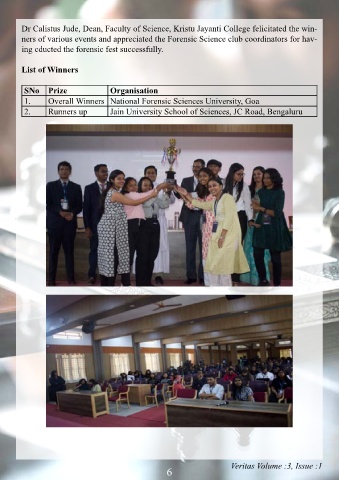 Dr Calistus Jude, Dean, Faculty of Science, Kristu Jayanti College felicitated the win-
ners of various events and appreciated the Forensic Science club coordinators for hav-
ing cducted the forensic fest successfully.
List of Winners
SNo Prize Organisation
1. Overall Winners National Forensic Sciences University, Goa
2. Runners up Jain University School of Sciences, JC Road, Bengaluru
Veritas Volume :3, Issue :1
6